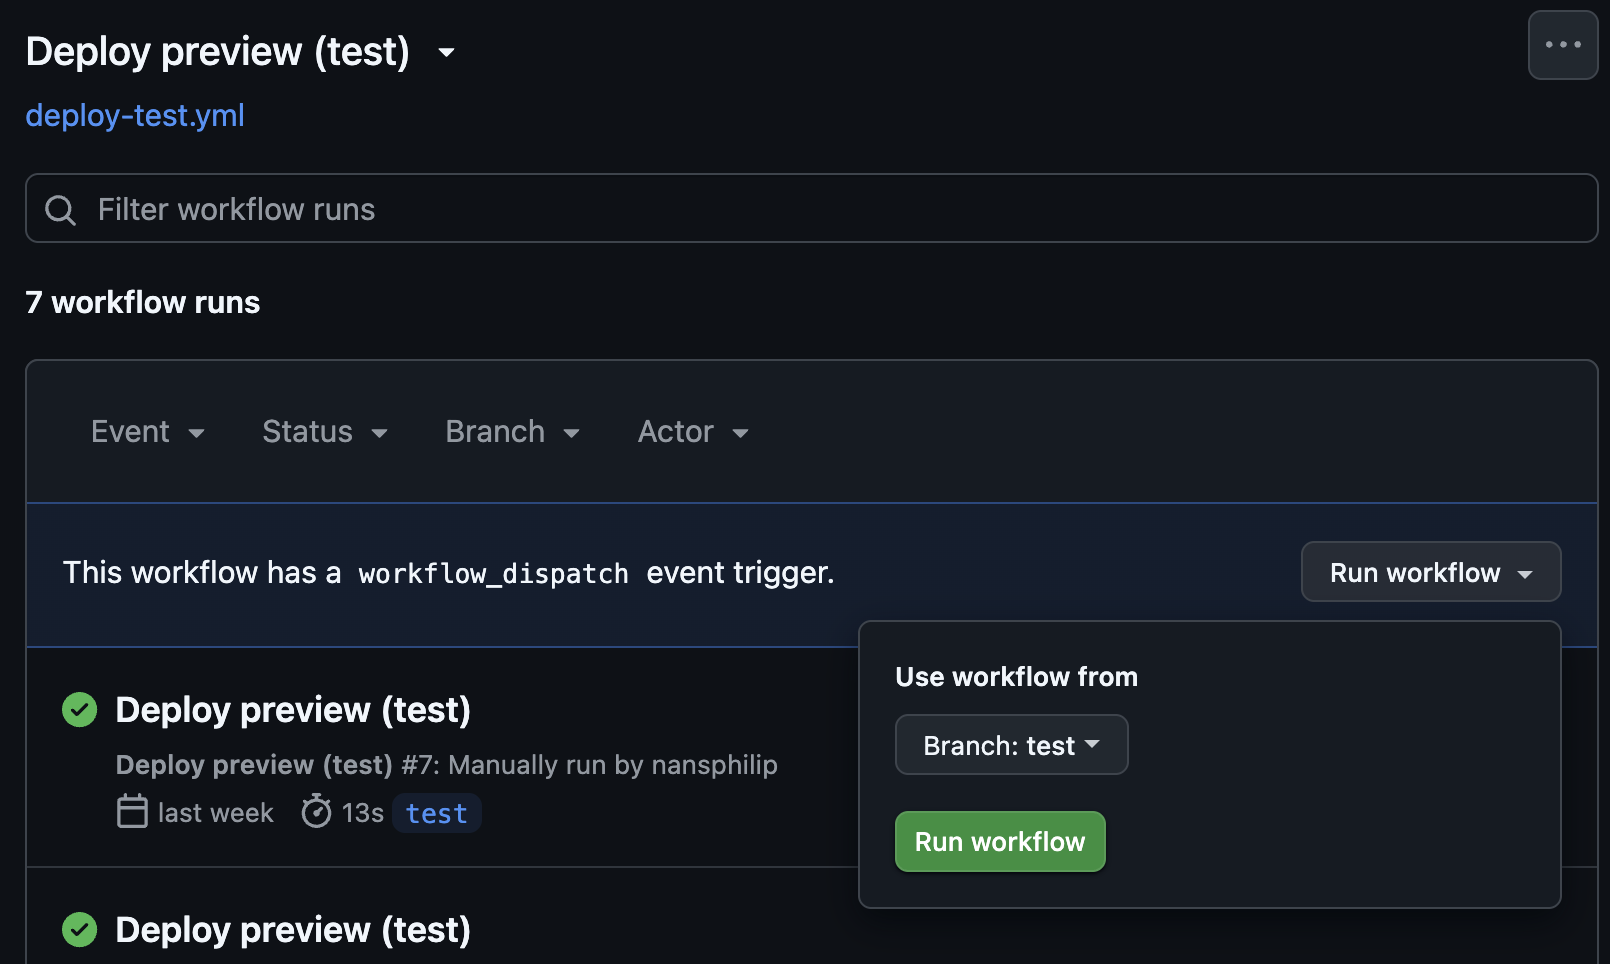 Deploy preview (test)
deploy-test.yml
Filter workflow runs
7 workflow runs
Event Status Branch Actor
This workflow has a workflow_dispatch event trigger. Run workflow
Use workflow from
Branch: test
Run workflow
Deploy preview (test)
Deploy preview (test) #7: Manually run by nansphilip
last week 13s test
Deploy preview (test)